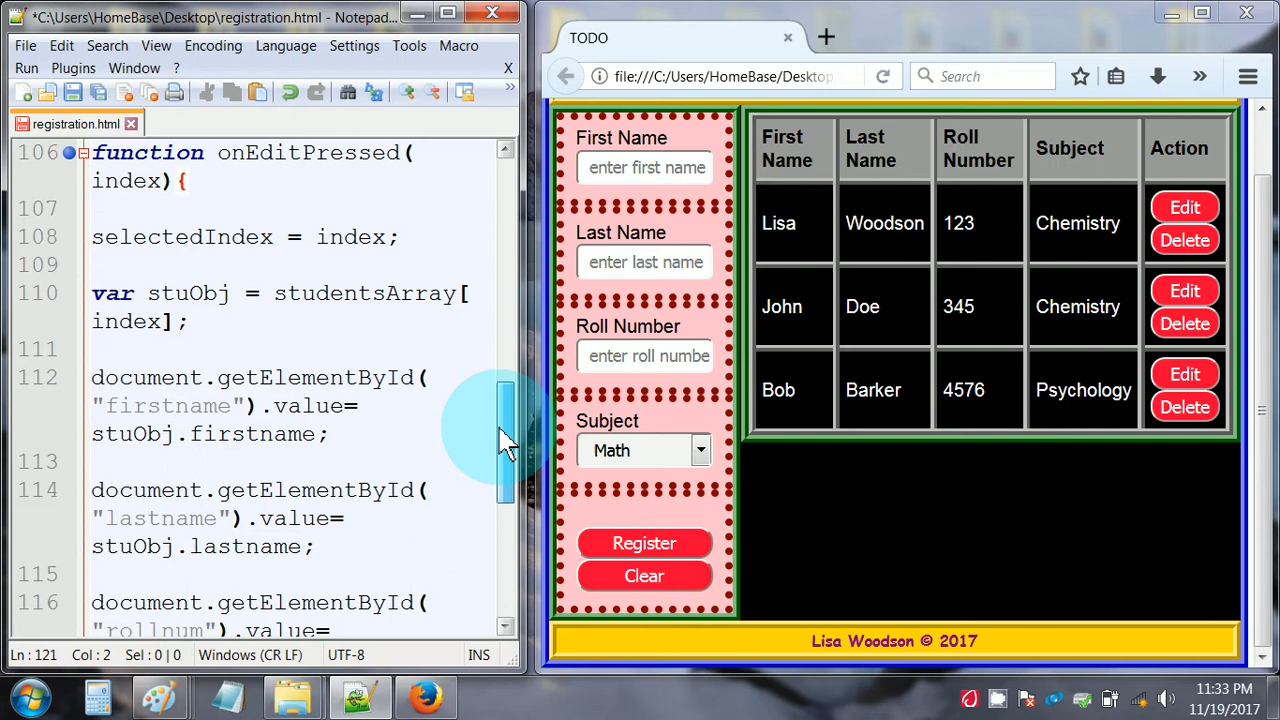 *C:\Users\HomeBase\Desktop\registration.html - Notepad...
File Edit Search View Encoding Language Settings Tools Macro
Run Plugins Window ? X
registration.html
106 function onEditPressed(
index){
107
108 selectedIndex = index;
109
110 var stuObj = studentsArray[
index];
111
112 document.getElementById(
"firstname").value=
stuObj.firstname;
113
114 document.getElementById(
"lastname").value=
stuObj.lastname;
115
116 document.getElementById(
"rollnum").value=
Ln : 121 Col : 2 Sel : 0 | 0 Windows (CR LF) UTF-8 INS
TODO
file:///C:/Users/HomeBase/Desktop
Search
First Name
enter first name
Last Name
enter last name
Roll Number
enter roll numbe
Subject
Math
Register
Clear
First Name Last Name Roll Number Subject Action
Lisa Woodson 123 Chemistry Edit Delete
John Doe 345 Chemistry Edit Delete
Bob Barker 4576 Psychology Edit Delete
Lisa Woodson © 2017
11:33 PM
11/19/2017